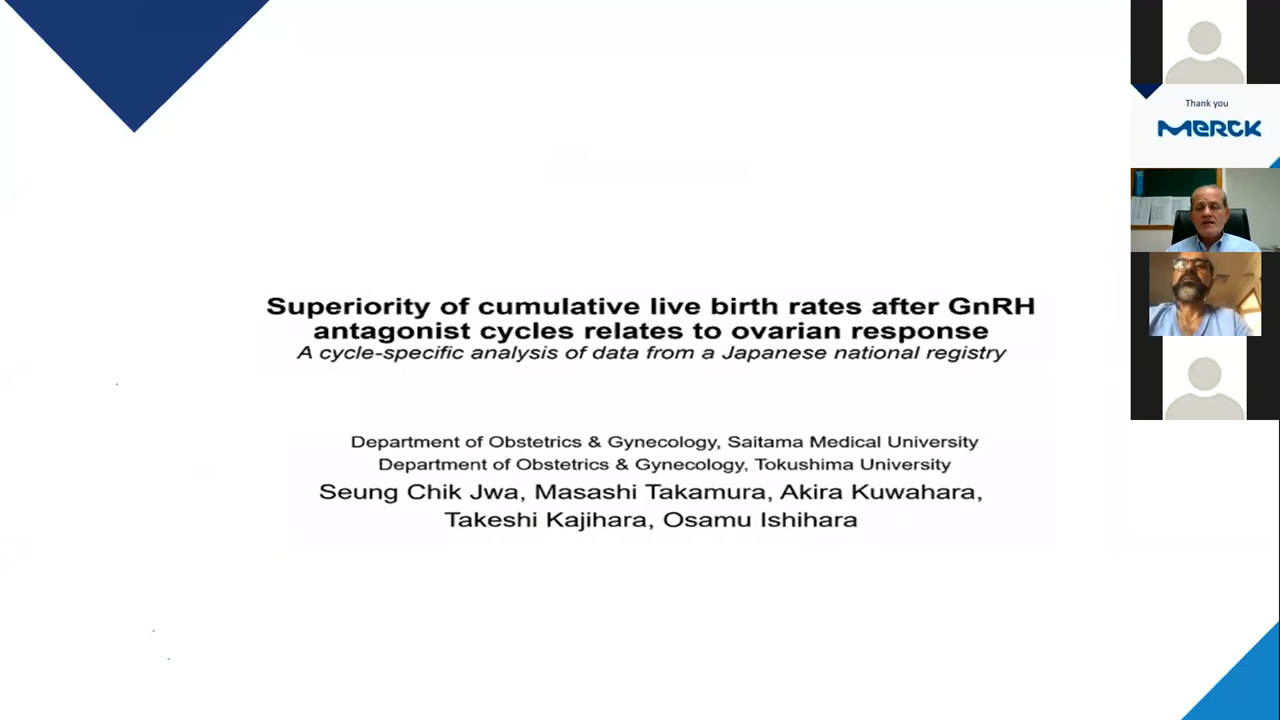 Superiority of cumulative live birth rates after GnRH
antagonist cycles relates to ovarian response
A cycle-specific analysis of data from a Japanese national registry
Department of Obstetrics & Gynecology, Saitama Medical University
Department of Obstetrics & Gynecology, Tokushima University
Seung Chik Jwa, Masashi Takamura, Akira Kuwahara,
Takeshi Kajihara, Osamu Ishihara
Thank you
MERCK